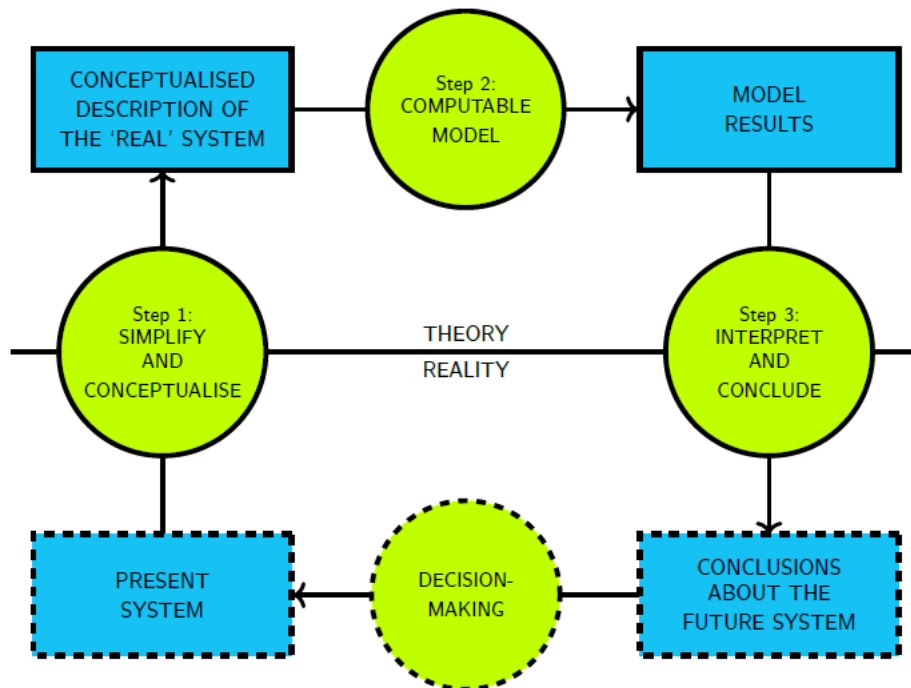 CONCEPTUALISED
DESCRIPTION OF
THE ‘REAL’ SYSTEM
Step 2:
COMPUTABLE
MODEL
MODEL
RESULTS
Step 1:
SIMPLIFY
AND
CONCEPTUALISE
THEORY
REALITY
Step 3:
INTERPRET
AND
CONCLUDE
PRESENT
SYSTEM
DECISION-
MAKING
CONCLUSIONS
ABOUT THE
FUTURE SYSTEM